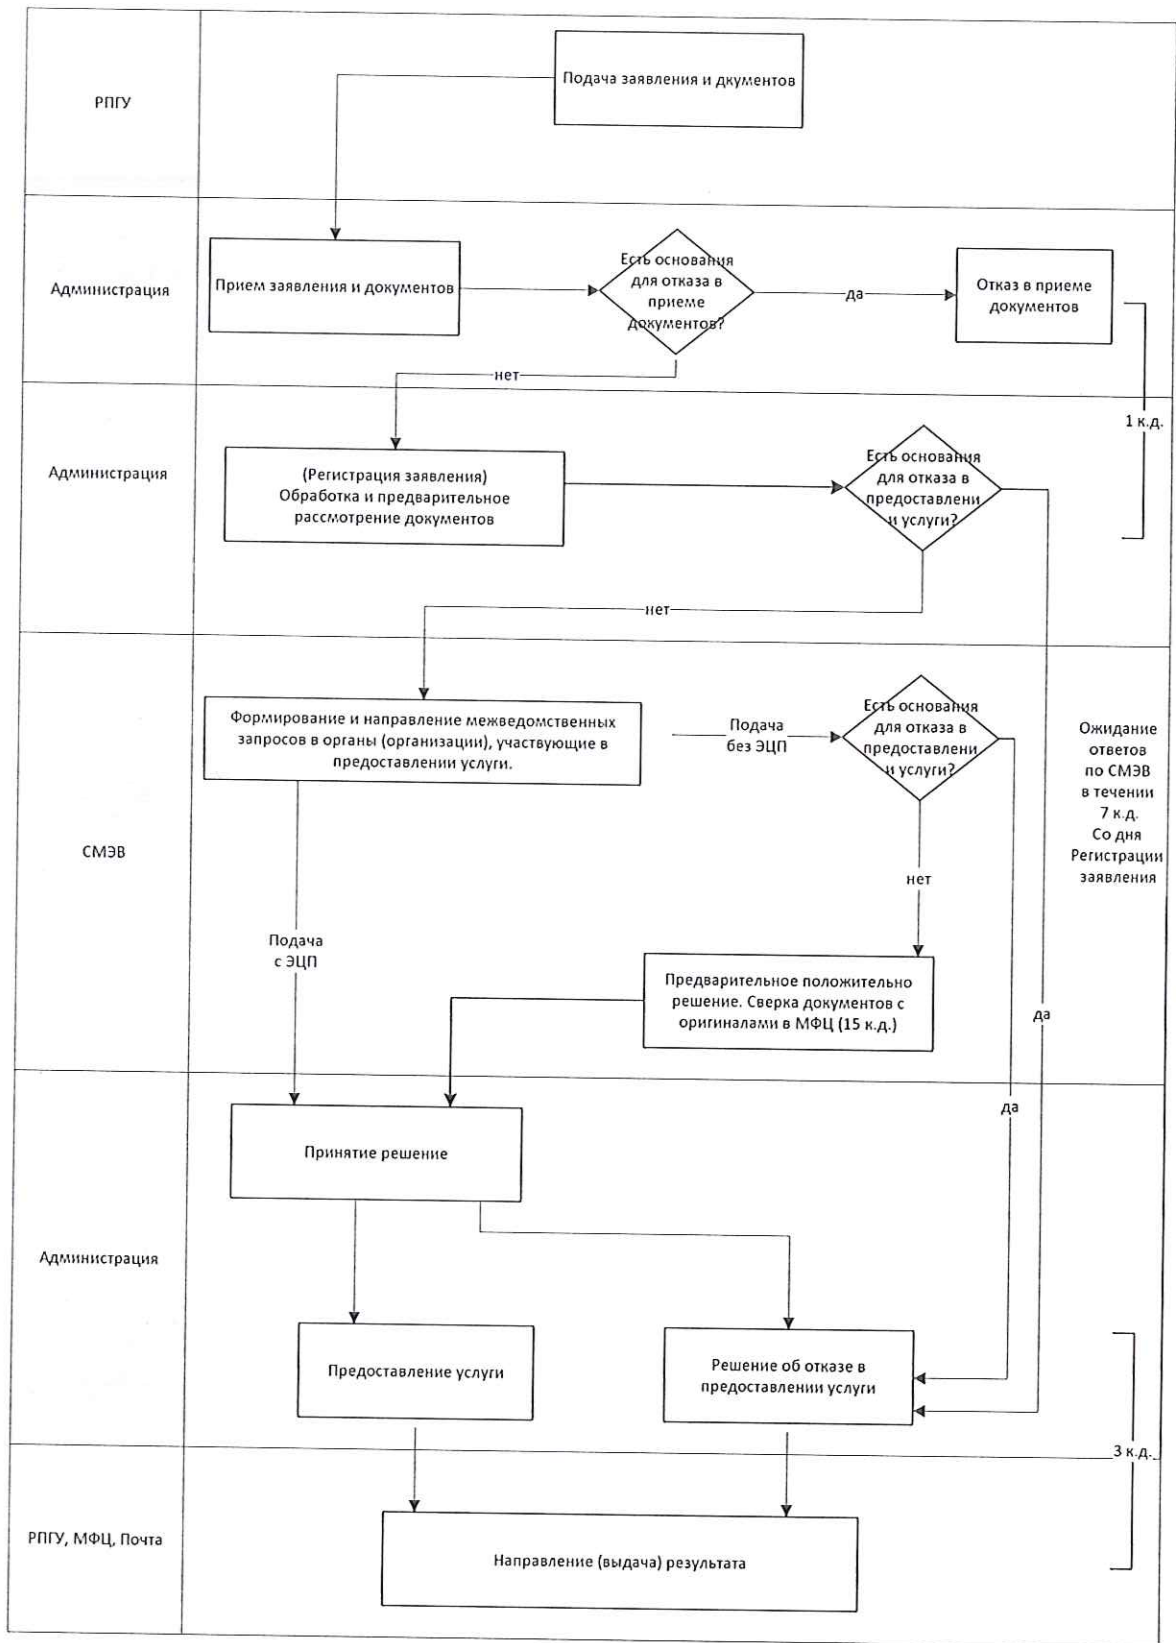 РПГУ
Подача заявления и дкументов
Администрация
Прием заявления и документов
Есть основания
для отказа в
приеме
документов?
да
Отказ в приеме
документов
нет
1 к.д.
Администрация
(Регистрация заявления)
Обработка и предварительное
рассмотрение документов
Есть основания
для отказа в
предоставлени
и услуги?
нет
СМЭВ
Формирование и направление межведомственных
запросов в органы (организации), участвующие в
предоставлении услуги.
Подача
без ЭЦП
Есть основания
для отказа в
предоставлени
и услуги?
Ожидание
ответов
по СМЭВ
в течении
7 к.д.
Со дня
Регистрации
заявления
нет
Подача
с ЭЦП
Предварительное положительно
решение. Сверка документов с
оригиналами в МФЦ (15 к.д.)
да
да
Администрация
Принятие решение
Предоставление услуги
Решение об отказе в
предоставлении услуги
3 к.д.
РПГУ, МФЦ, Почта
Направление (выдача) результата